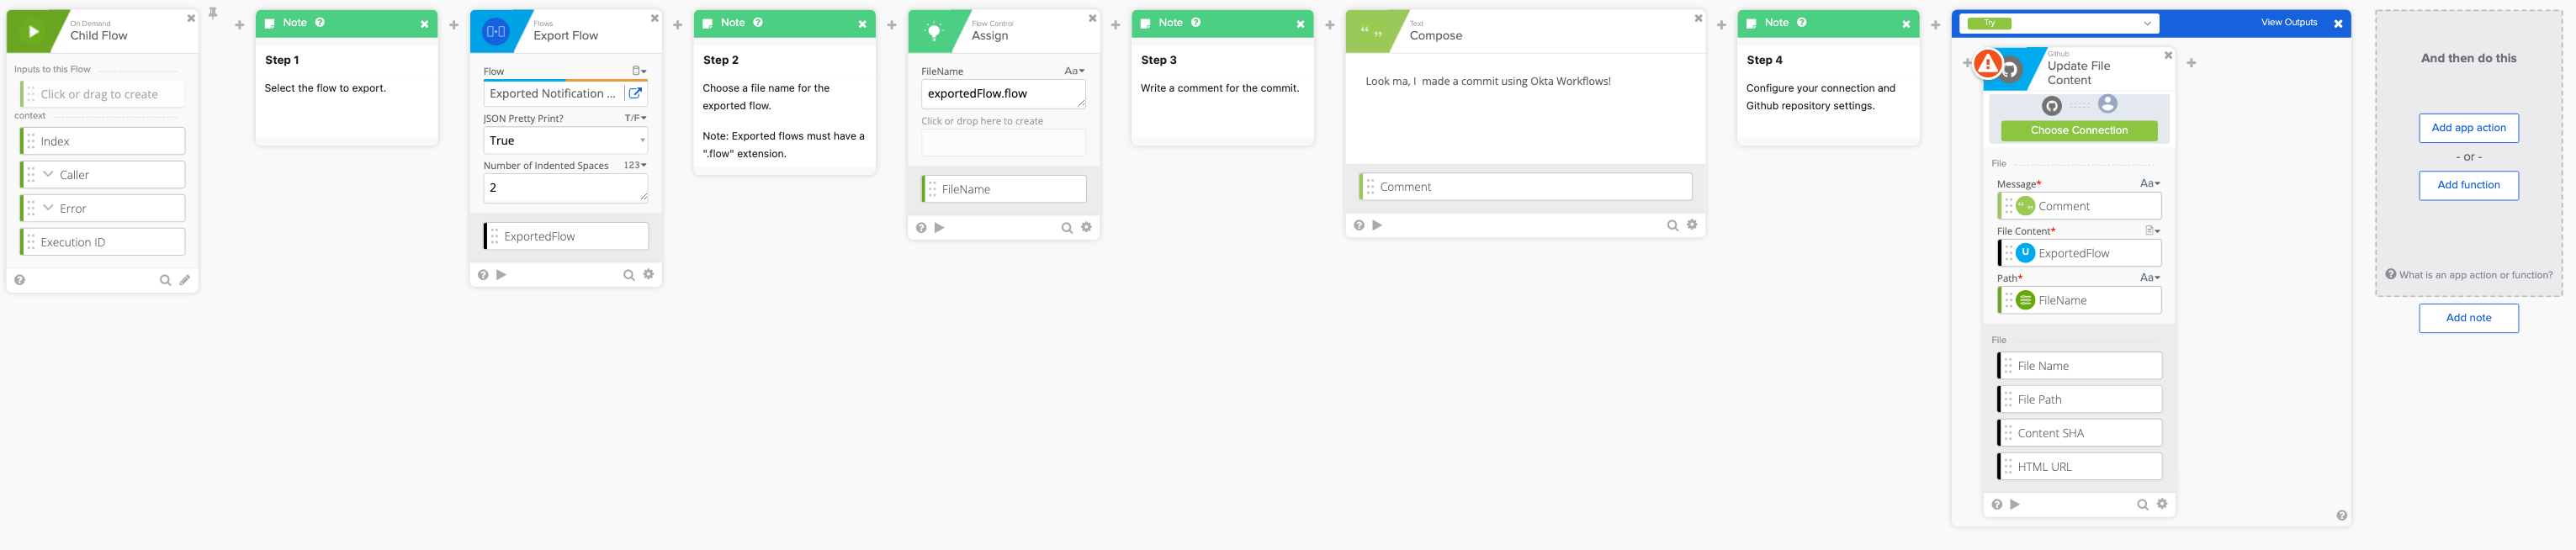 On Demand
Child Flow
Inputs to this Flow
Click or drag to create
context
Index
Caller
Error
Execution ID
Note
Step 1
Select the flow to export.
Flows
Export Flow
Flow
Exported Notification ...
JSON Pretty Print?
T/F
True
Number of Indented Spaces
123
2
ExportedFlow
Note
Step 2
Choose a file name for the
exported flow.
Note: Exported flows must have a
".flow" extension.
Flow Control
Assign
FileName
Aa
exportedFlow.flow
Click or drop here to create
FileName
Note
Step 3
Write a comment for the commit.
Text
Compose
Look ma, I made a commit using Okta Workflows!
Comment
Note
Step 4
Configure your connection and
Github repository settings.
Try
View Outputs
Github
Update File
Content
Choose Connection
File
Message*
Aa
Comment
File Content*
U
ExportedFlow
Path*
Aa
FileName
File
File Name
File Path
Content SHA
HTML URL
And then do this
Add app action
- or -
Add function
What is an app action or function?
Add note